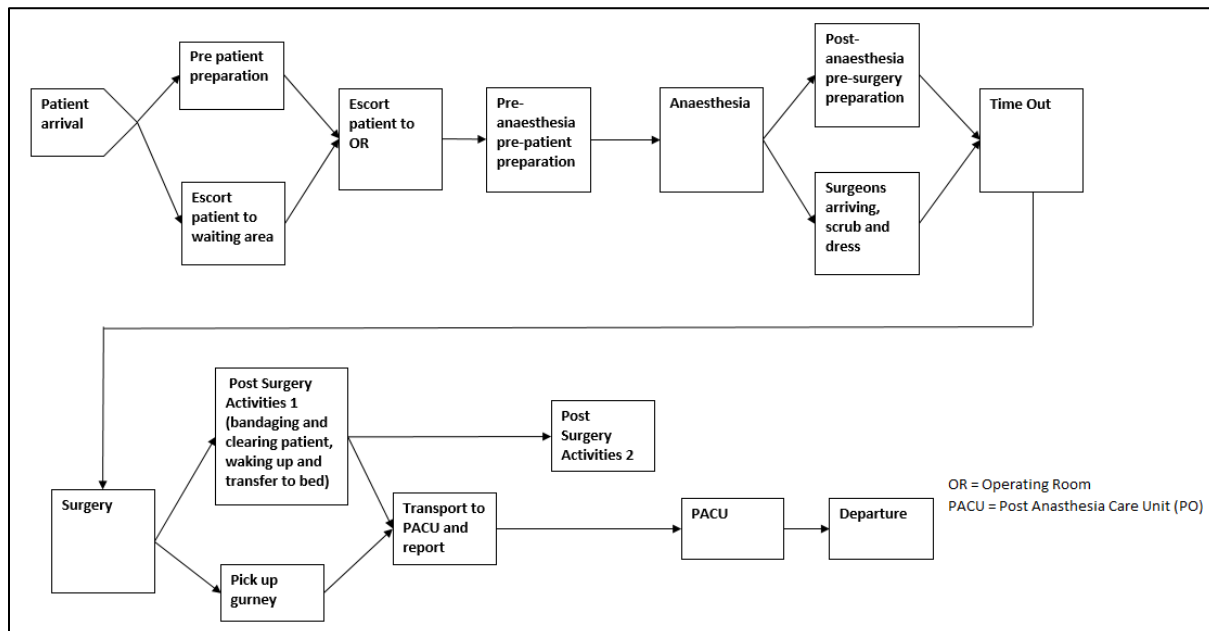 Patient
arrival
Pre patient
preparation
Escort
patient to
waiting area
Escort
patient to
OR
Pre-
anaesthesia
pre-patient
preparation
Anaesthesia
Post-
anaesthesia
pre-surgery
preparation
Surgeons
arriving,
scrub and
dress
Time Out
Surgery
Post Surgery
Activities 1
(bandaging and
clearing patient,
waking up and
transfer to bed)
Pick up
gurney
Post
Surgery
Activities 2
Transport to
PACU and
report
PACU
Departure
OR = Operating Room
PACU = Post Anasthesia Care Unit (PO)